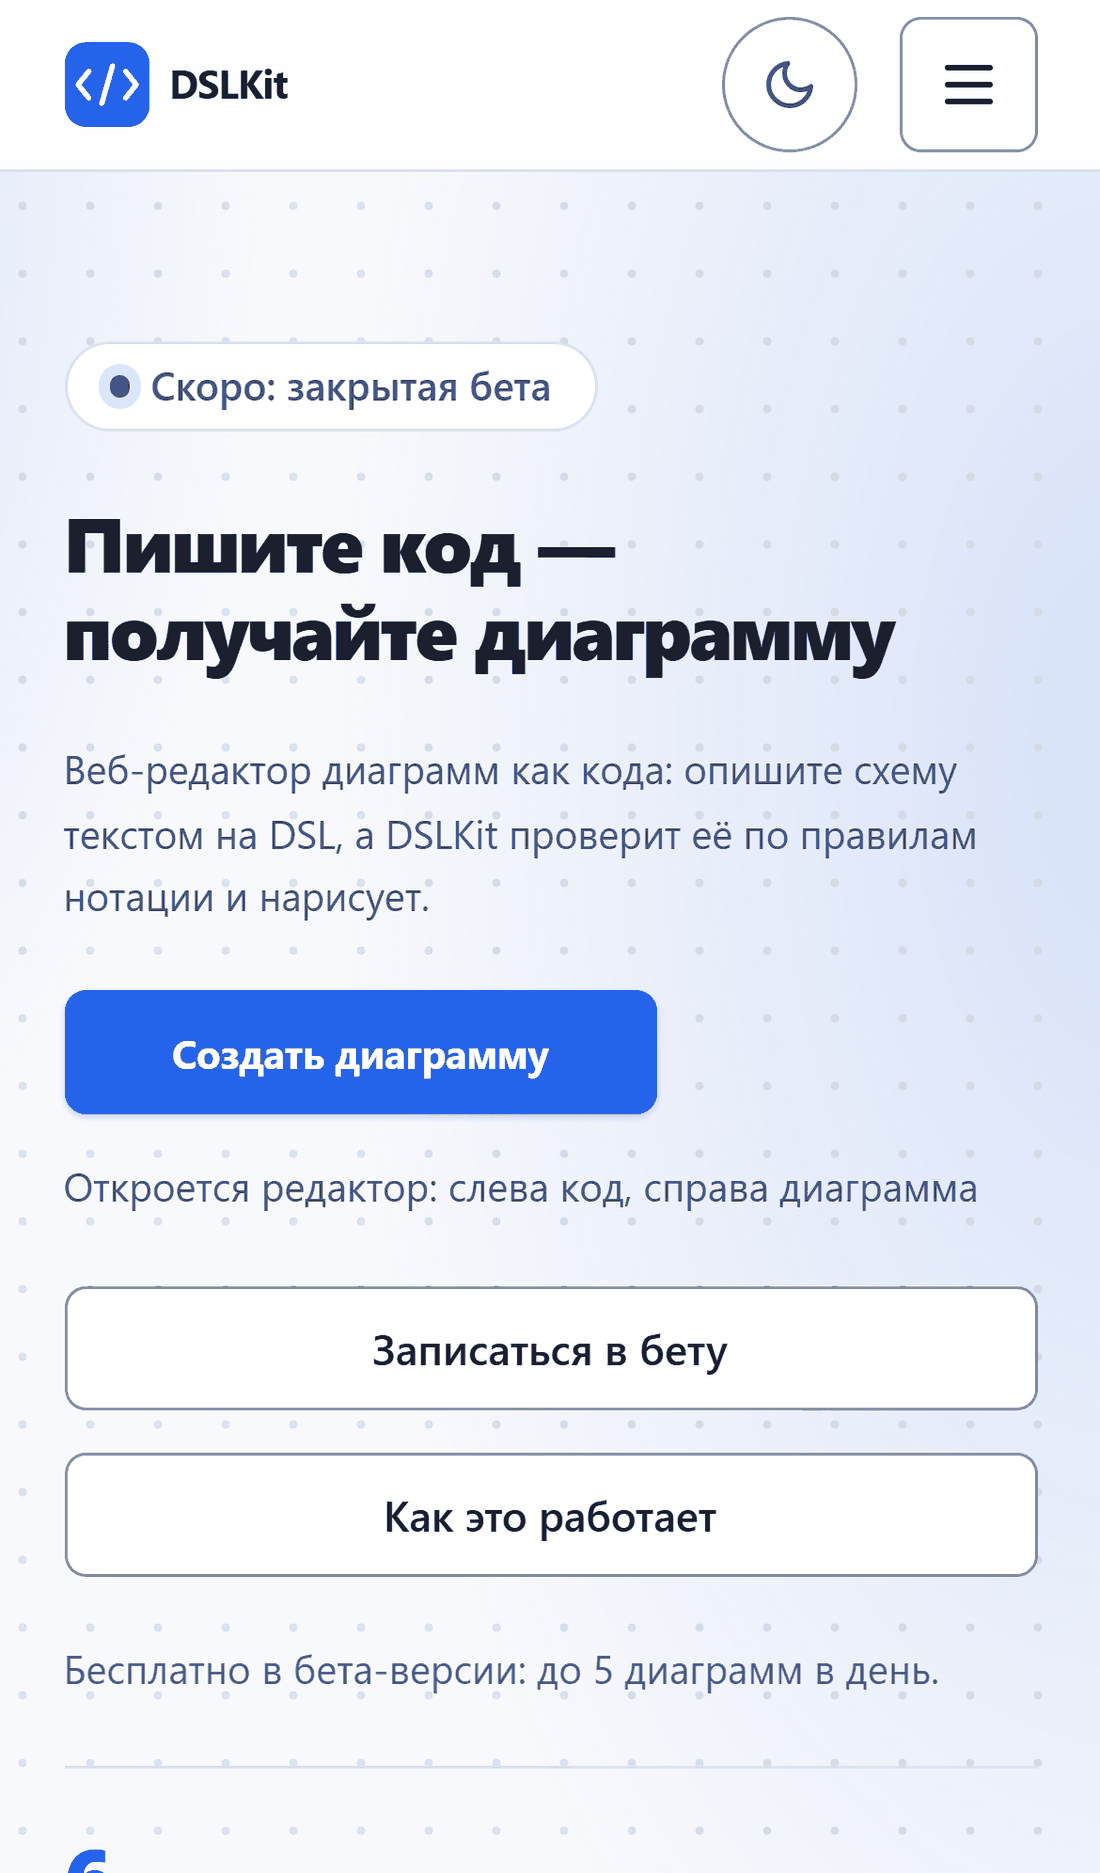 DSLKit
Скоро: закрытая бета
Пишите код —
получайте диаграмму
Веб-редактор диаграмм как кода: опишите схему
текстом на DSL, а DSLKit проверит её по правилам
нотации и нарисует.
Создать диаграмму
Откроется редактор: слева код, справа диаграмма
Записаться в бету
Как это работает
Бесплатно в бета-версии: до 5 диаграмм в день.